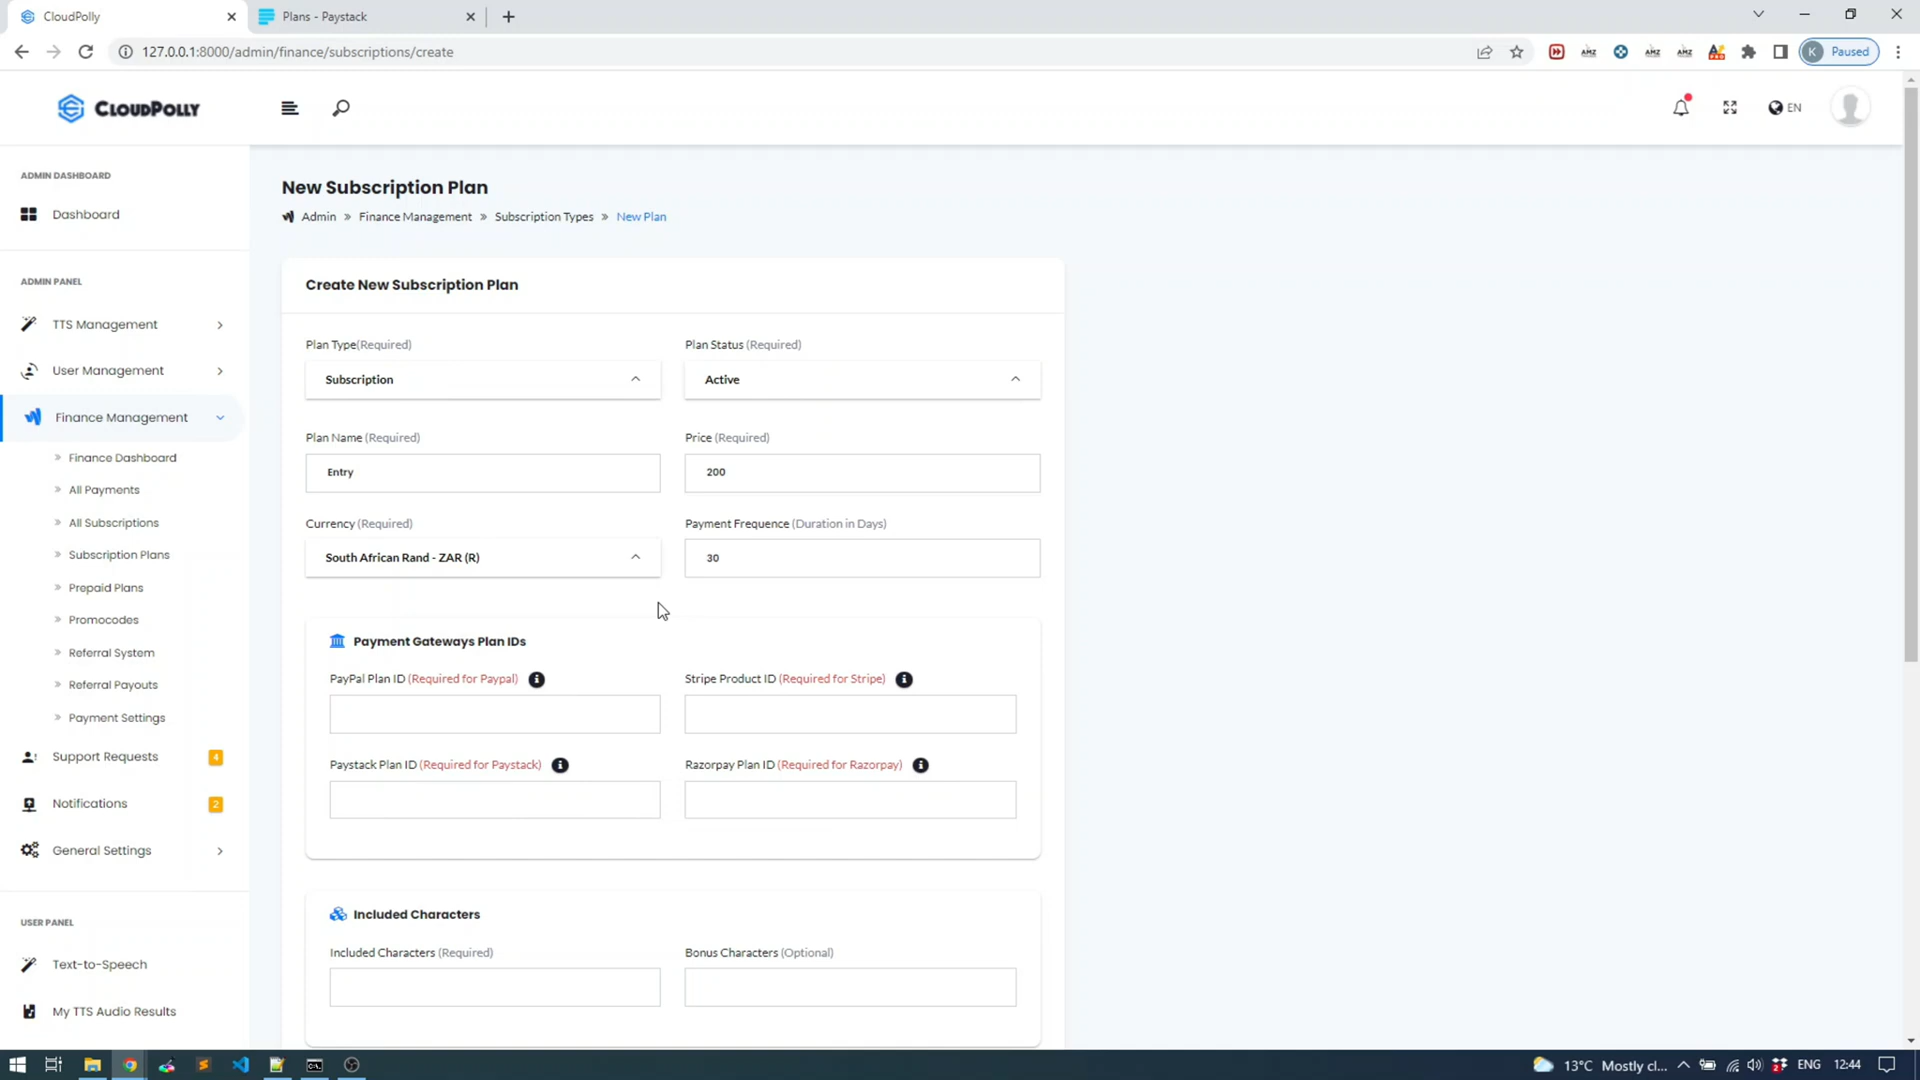 CloudPolly
Plans - Paystack
127.0.0.1:8000/admin/finance/subscriptions/create
AMZ
AMZ
AMZ
PRO
K Paused
CLOUDPOLLY
EN
ADMIN DASHBOARD
Dashboard
ADMIN PANEL
TTS Management
User Management
Finance Management
Finance Dashboard
All Payments
All Subscriptions
Subscription Plans
Prepaid Plans
Promocodes
Referral System
Referral Payouts
Payment Settings
Support Requests 4
Notifications 2
General Settings
USER PANEL
Text-to-Speech
My TTS Audio Results
New Subscription Plan
Admin » Finance Management » Subscription Types » New Plan
Create New Subscription Plan
Plan Type(Required) Plan Status (Required)
Subscription Active
Plan Name (Required) Price (Required)
Entry 200
Currency (Required) Payment Frequence (Duration in Days)
South African Rand - ZAR (R) 30
Payment Gateways Plan IDs
PayPal Plan ID (Required for Paypal) Stripe Product ID (Required for Stripe)
Paystack Plan ID (Required for Paystack) Razorpay Plan ID (Required for Razorpay)
Included Characters
Included Characters (Required) Bonus Characters (Optional)
13°C Mostly cl... ENG 12:44